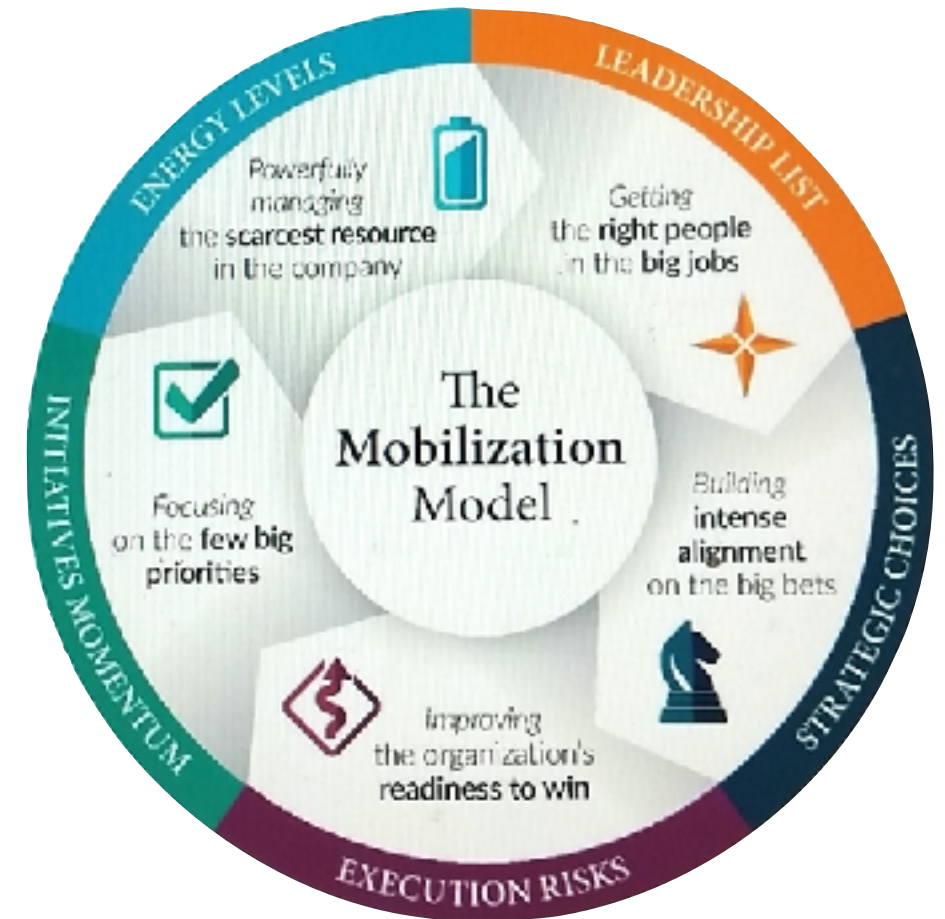 The
Mobilization
Model
LEADERSHIP LIST
Getting
the right people
in the big jobs
STRATEGIC CHOICES
Building
intense
alignment
on the big bets
EXECUTION RISKS
Improving
the organization's
readiness to win
INITIATIVES MOMENTUM
Focusing
on the few big
priorities
ENERGY LEVELS
Powerfully
managing
the scarcest resource
in the company